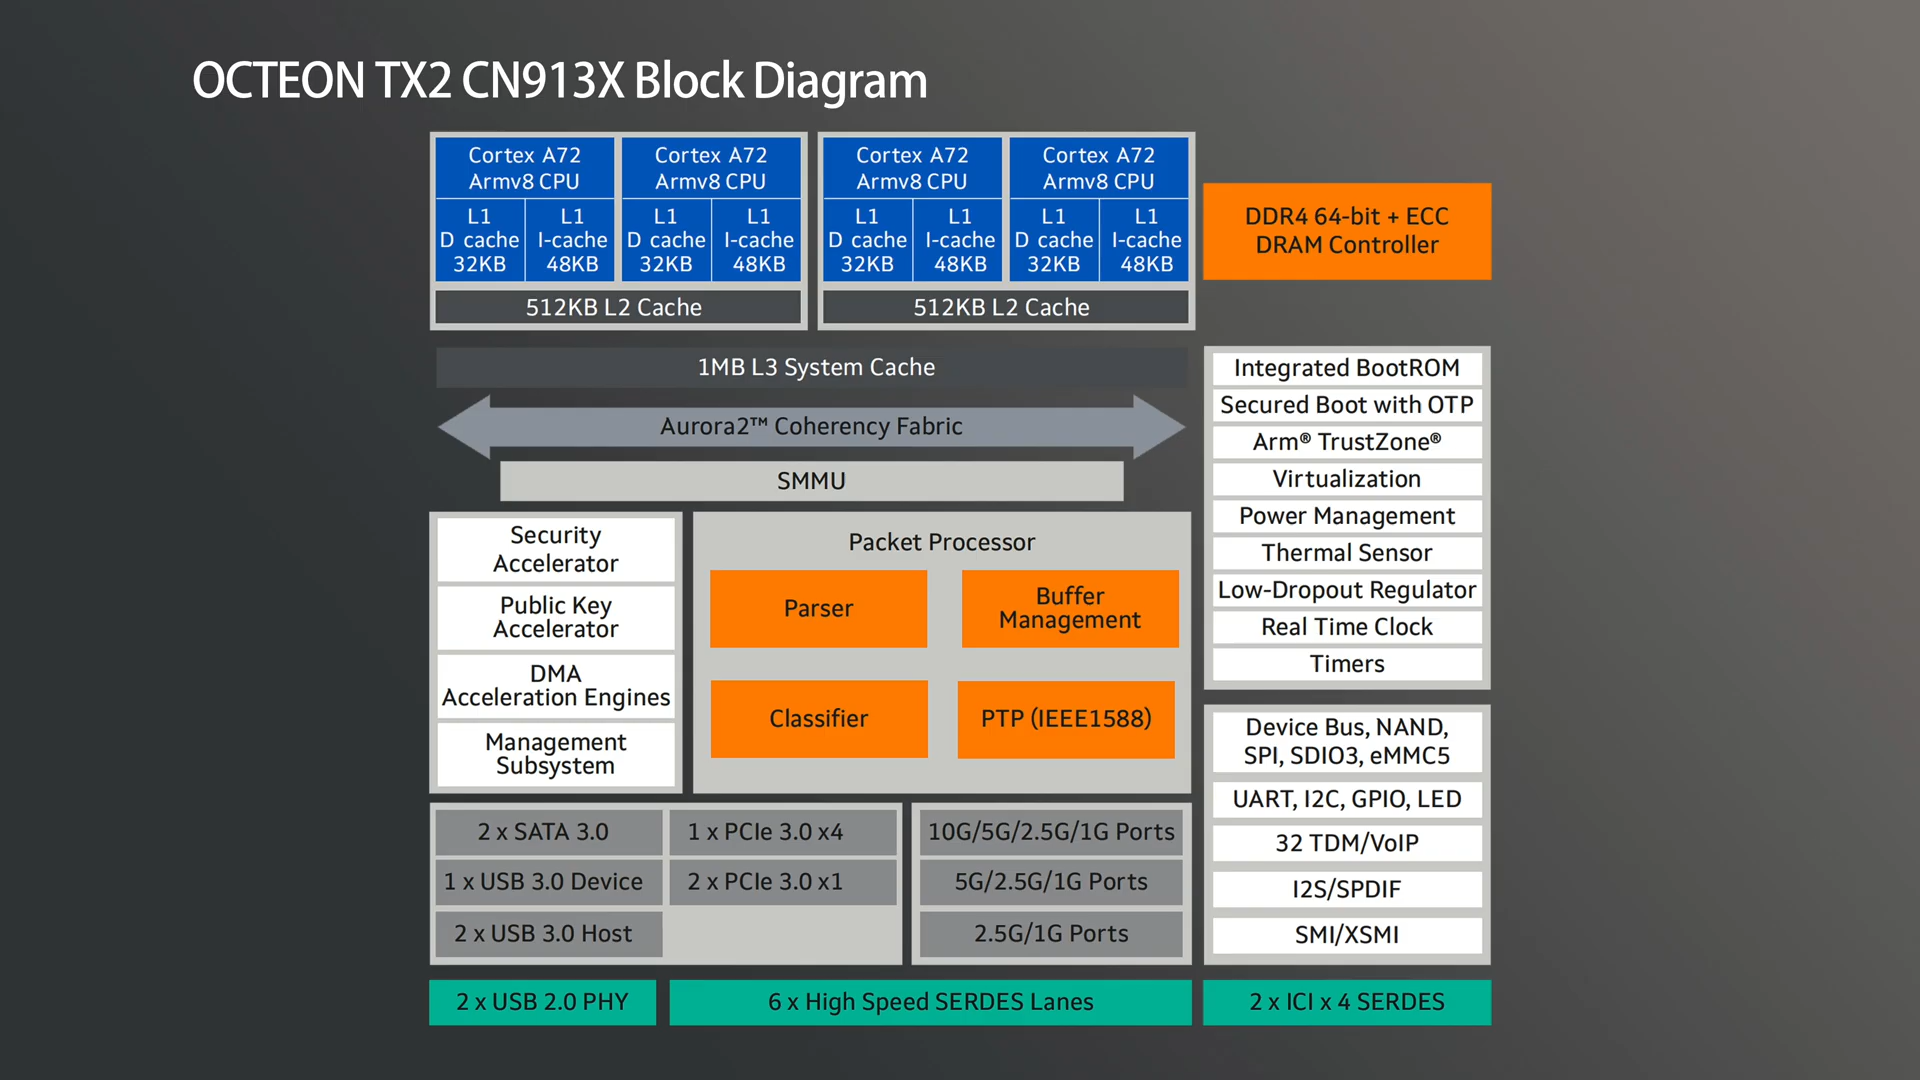 OCTEON TX2 CN913X Block Diagram
Cortex A72
Armv8 CPU
L1
D cache
32KB
L1
I-cache
48KB
Cortex A72
Armv8 CPU
L1
D cache
32KB
L1
I-cache
48KB
512KB L2 Cache
Cortex A72
Armv8 CPU
L1
D cache
32KB
L1
I-cache
48KB
Cortex A72
Armv8 CPU
L1
D cache
32KB
L1
I-cache
48KB
512KB L2 Cache
DDR4 64-bit + ECC
DRAM Controller
1MB L3 System Cache
Aurora2™ Coherency Fabric
SMMU
Security
Accelerator
Public Key
Accelerator
DMA
Acceleration Engines
Management
Subsystem
Packet Processor
Parser
Buffer
Management
Classifier
PTP (IEEE1588)
Integrated BootROM
Secured Boot with OTP
Arm® TrustZone®
Virtualization
Power Management
Thermal Sensor
Low-Dropout Regulator
Real Time Clock
Timers
Device Bus, NAND,
SPI, SDIO3, eMMC5
UART, I2C, GPIO, LED
32 TDM/VoIP
I2S/SPDIF
SMI/XSMI
2 x SATA 3.0
1 x PCIe 3.0 x4
1 x USB 3.0 Device
2 x PCIe 3.0 x1
2 x USB 3.0 Host
10G/5G/2.5G/1G Ports
5G/2.5G/1G Ports
2.5G/1G Ports
2 x USB 2.0 PHY
6 x High Speed SERDES Lanes
2 x ICI x 4 SERDES